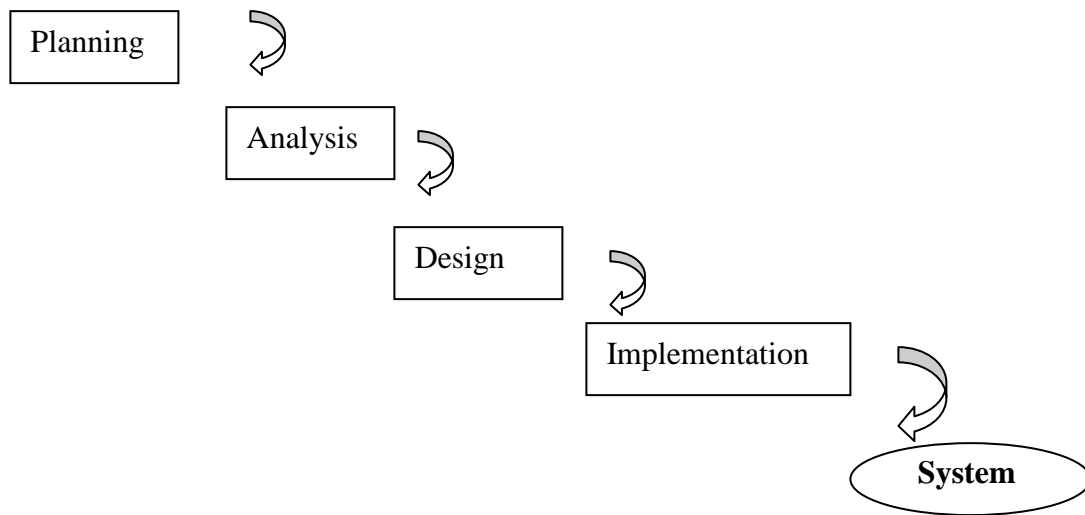 Planning
Analysis
Design
Implementation
System